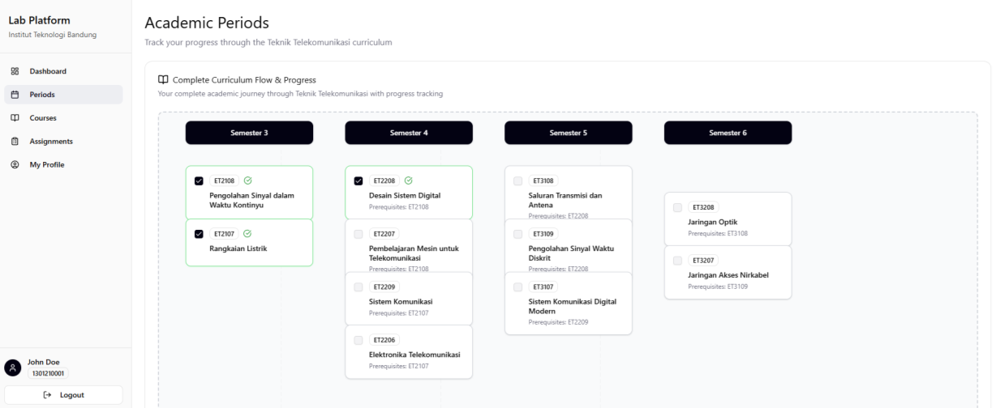 Lab Platform
Institut Teknologi Bandung
Dashboard
Periods
Courses
Assignments
My Profile
John Doe
1301210001
Logout
Academic Periods
Track your progress through the Teknik Telekomunikasi curriculum
Complete Curriculum Flow & Progress
Your complete academic journey through Teknik Telekomunikasi with progress tracking
Semester 3
ET2108
Pengolahan Sinyal dalam
Waktu Kontinyu
ET2107
Rangkaian Listrik
Semester 4
ET2208
Desain Sistem Digital
Prerequisites: ET2108
ET2207
Pembelajaran Mesin untuk
Telekomunikasi
Prerequisites: ET2108
ET2209
Sistem Komunikasi
Prerequisites: ET2107
ET2206
Elektronika Telekomunikasi
Prerequisites: ET2107
Semester 5
ET3108
Saluran Transmisi dan
Antena
Prerequisites: ET2208
ET3109
Pengolahan Sinyal Waktu
Diskrit
Prerequisites: ET2208
ET3107
Sistem Komunikasi Digital
Modern
Prerequisites: ET2209
Semester 6
ET3208
Jaringan Optik
Prerequisites: ET3108
ET3207
Jaringan Akses Nirkabel
Prerequisites: ET3109